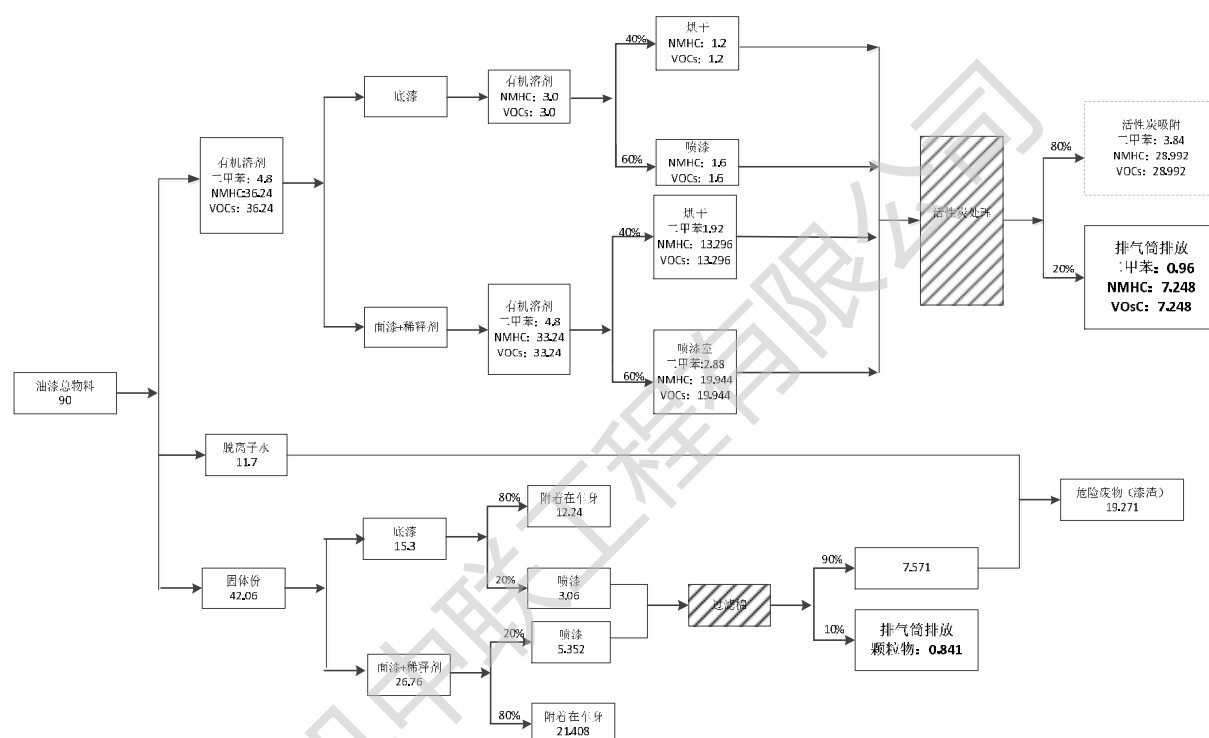 烘干
NMHC: 1.2
VOCs: 1.2
40%
底漆
有机溶剂
NMHC: 3.0
VOCs: 3.0
60%
喷漆
NMHC: 1.6
VOCs: 1.6
有机溶剂
二甲苯: 4.8
NMHC:36.24
VOCs: 36.24
烘干
二甲苯1.92
NMHC: 13.296
VOCs: 13.296
40%
面漆+稀释剂
有机溶剂
二甲苯: 4.8
NMHC: 33.24
VOCs: 33.24
60%
喷漆室
二甲苯:2.88
NMHC: 19.944
VOCs: 19.944
活性炭处理
80%
活性炭吸附
二甲苯: 3.84
NMHC: 28.992
VOCs: 28.992
20%
排气筒排放
二甲苯: 0.96
NMHC: 7.248
VOsC: 7.248
油漆总物料
90
脱离子水
11.7
危险废物（漆渣）
19.271
固体份
42.06
底漆
15.3
80%
附着在车身
12.24
20%
喷漆
3.06
面漆+稀释剂
26.76
20%
喷漆
5.352
80%
附着在车身
21.408
过滤棉
90%
7.571
10%
排气筒排放
颗粒物: 0.841
中联工程有限公司